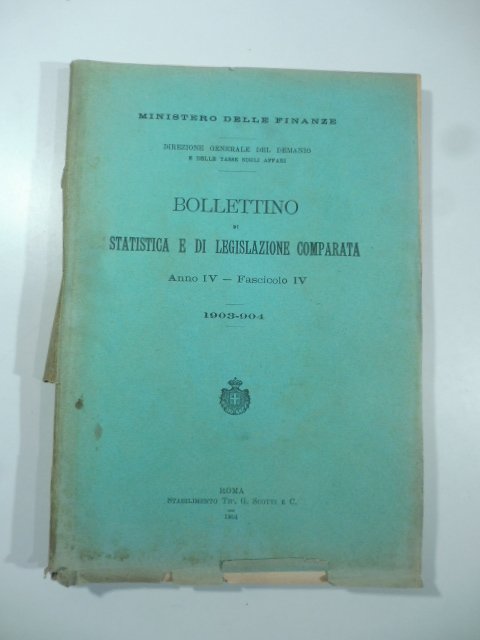 MINISTERO DELLE FINANZE
DIREZIONE GENERALE DEL DEMANIO
E DELLE TASSE SUGLI AFFARI
BOLLETTINO
DI
STATISTICA E DI LEGISLAZIONE COMPARATA
Anno IV — Fascicolo IV
1903-904
ROMA
STABILIMENTO TIP. G. SCOTTI E C.
1904